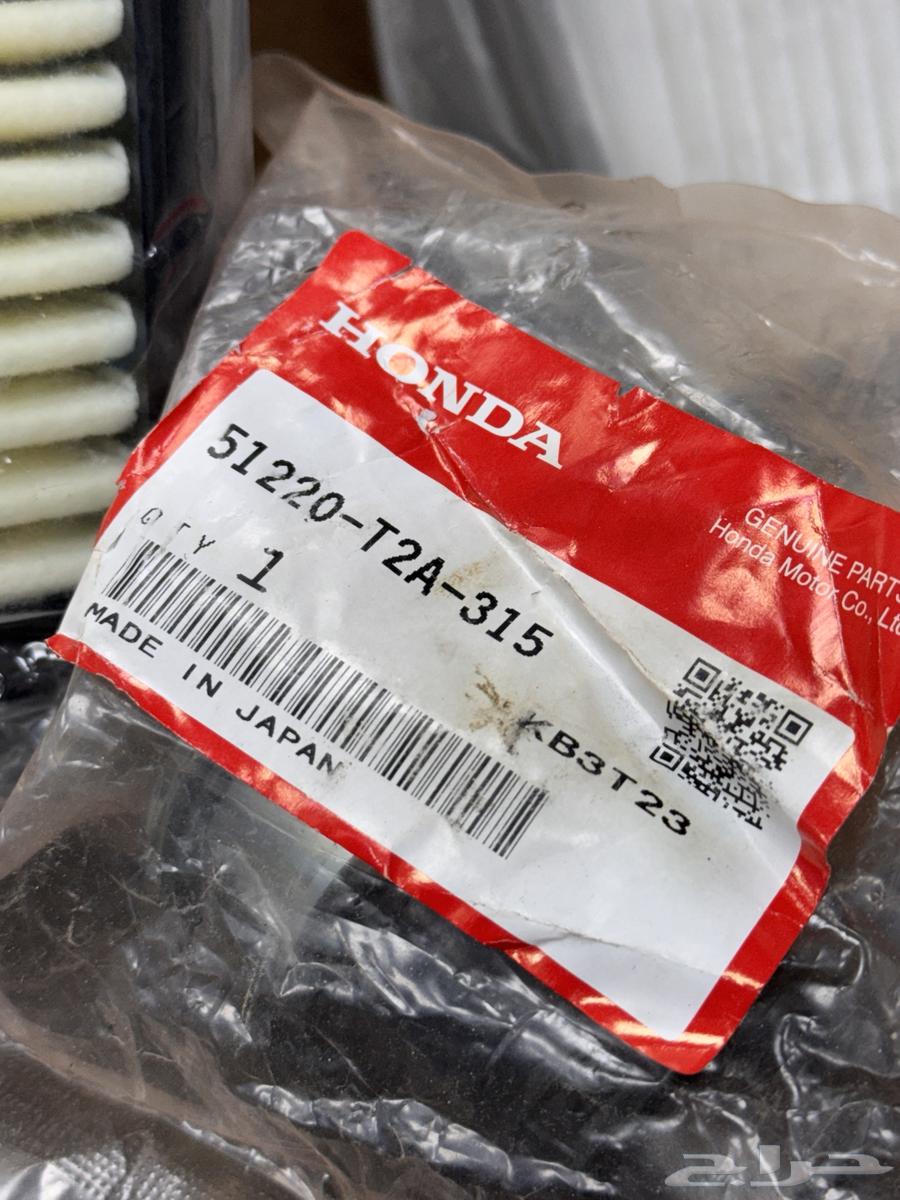 HONDA
GENUINE PARTS
Honda Motor Co., Ltd
51220-T2A-315
QTY 1
KB3T23
MADE IN JAPAN
حراج